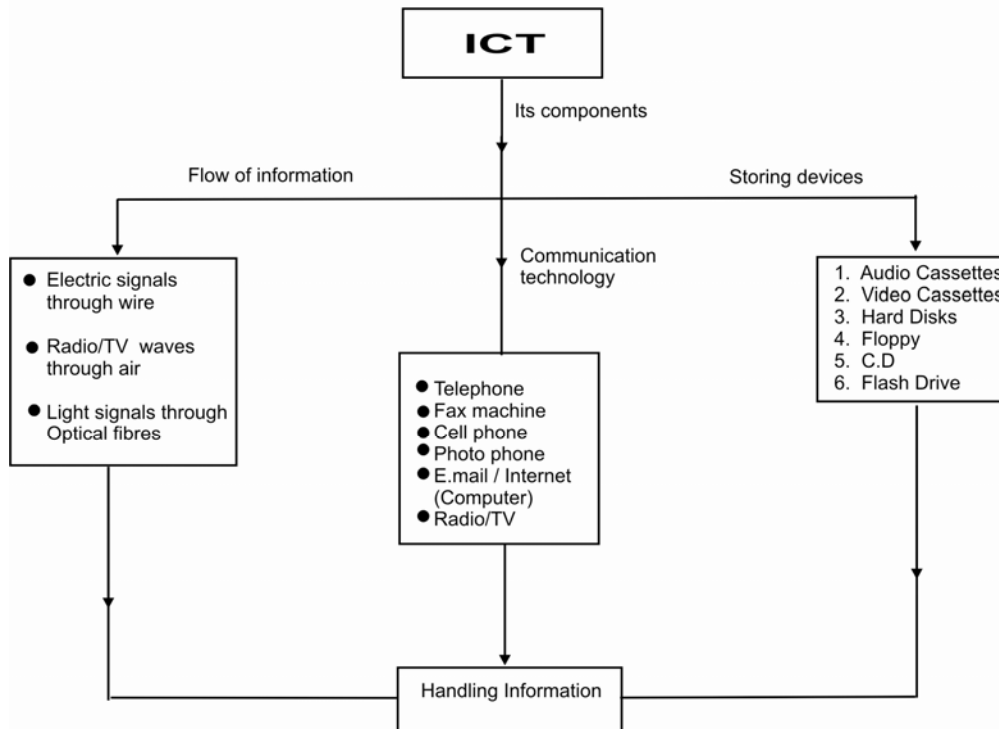 ICT
Its components
Flow of information
Storing devices
Communication
technology
● Electric signals
through wire
● Radio/TV waves
through air
● Light signals through
Optical fibres
● Telephone
● Fax machine
● Cell phone
● Photo phone
● E.mail / Internet
(Computer)
● Radio/TV
1. Audio Cassettes
2. Video Cassettes
3. Hard Disks
4. Floppy
5. C.D
6. Flash Drive
Handling Information